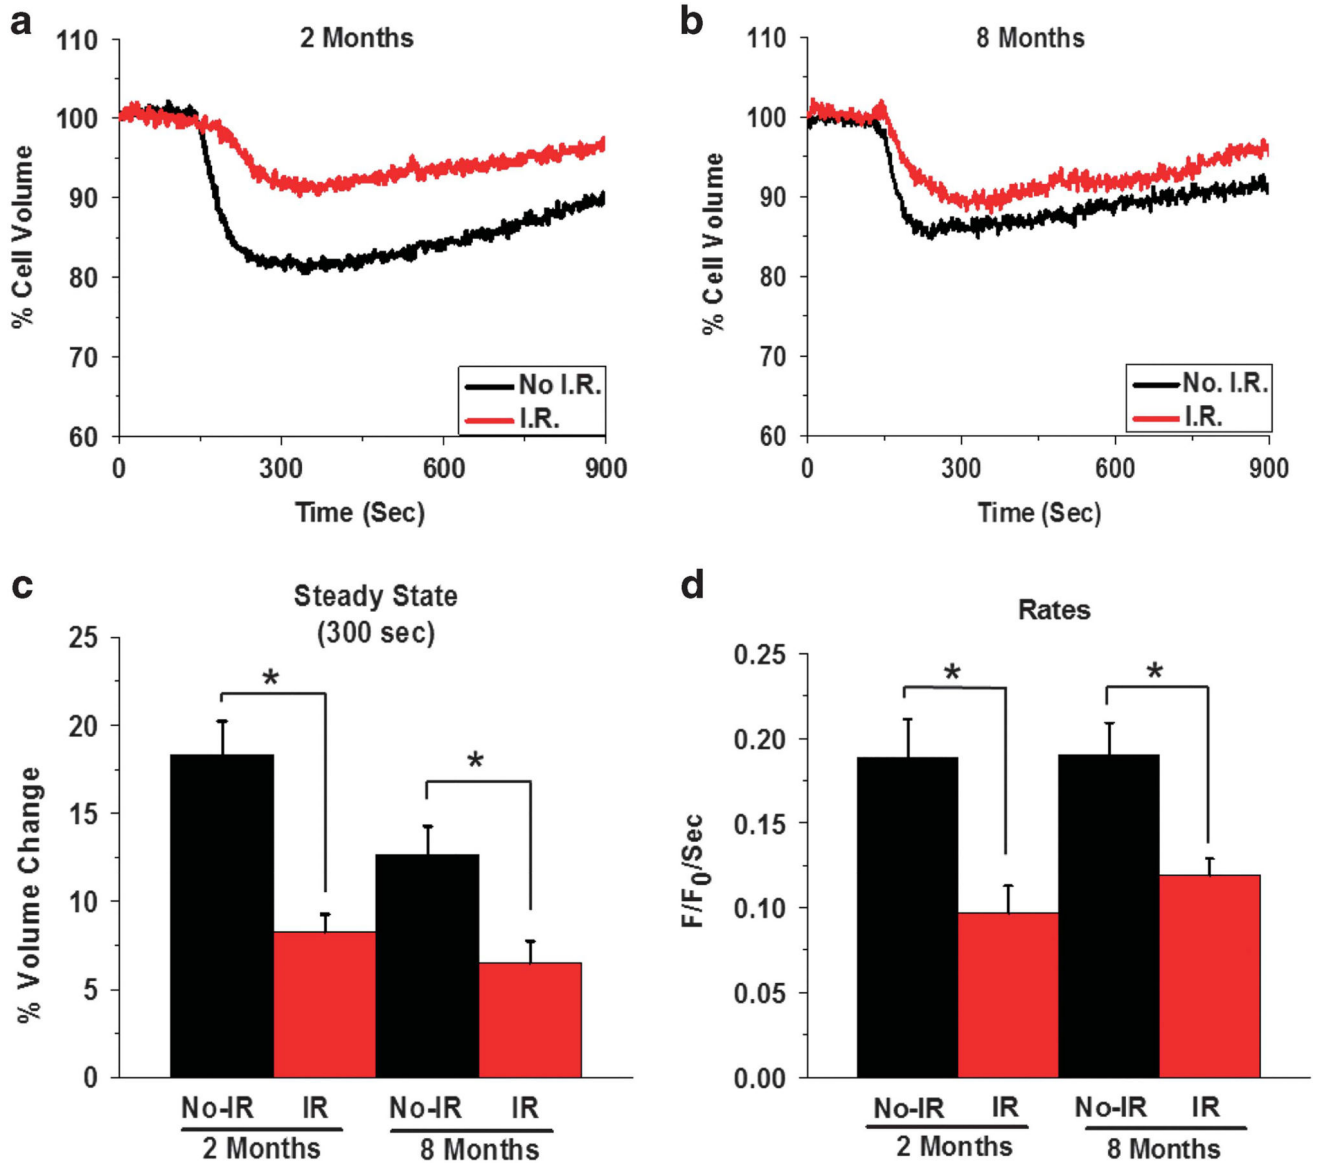 a
2 Months
110
100
90
80
70
60
% Cell Volume
No I.R.
I.R.
0 300 600 900
Time (Sec)
b
8 Months
110
100
90
80
70
60
% Cell Volume
No. I.R.
I.R.
0 300 600 900
Time (Sec)
c
Steady State
(300 sec)
25
20
15
10
5
0
% Volume Change
*
*
No-IR IR No-IR IR
2 Months 8 Months
d
Rates
0.25
0.20
0.15
0.10
0.05
0.00
F/F0/Sec
*
*
No-IR IR No-IR IR
2 Months 8 Months